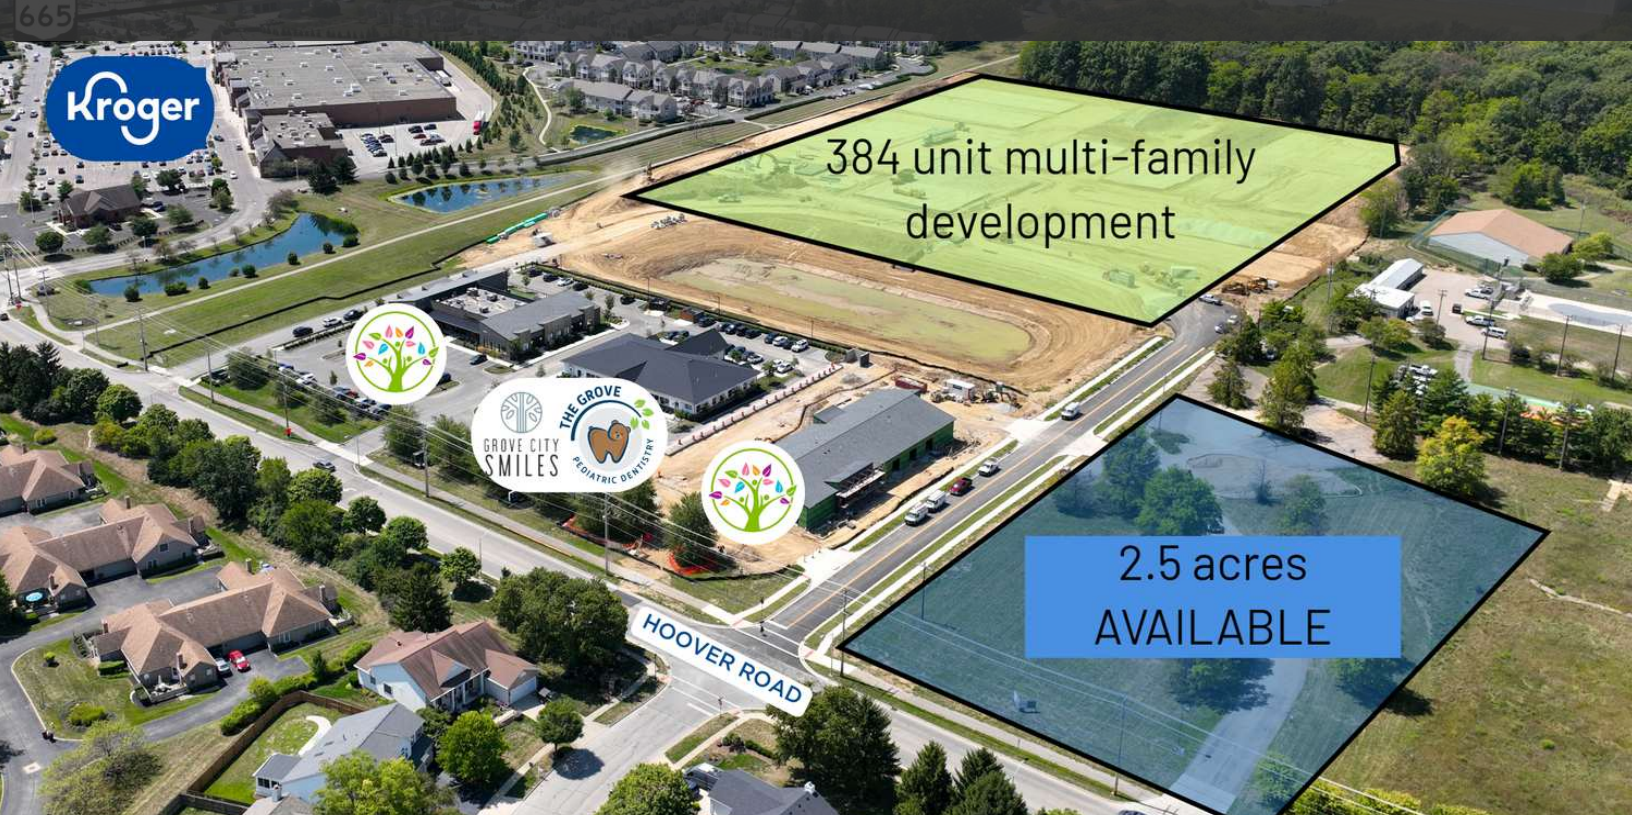 665
Kroger
384 unit multi-family
development
THE GROVE
PEDIATRIC DENTISTRY
GROVE CITY
SMILES
2.5 acres
AVAILABLE
HOOVER ROAD